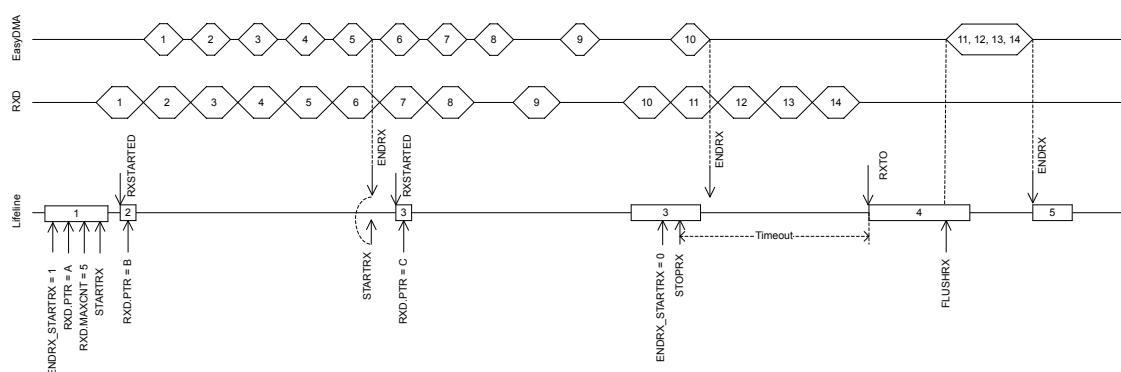 EasyDMA
1
2
3
4
5
6
7
8
9
10
11, 12, 13, 14
RXD
1
2
3
4
5
6
7
8
9
10
11
12
13
14
RXSTARTED
ENDRX
RXSTARTED
ENDRX
RXTO
ENDRX
Lifeline
1
2
3
3
4
5
Timeout
ENDRX_STARTRX = 1
RXD.PTR = A
RXD.MAXCNT = 5
STARTRX
RXD.PTR = B
STARTRX
RXD.PTR = C
ENDRX_STARTRX = 0
STOPRX
FLUSHRX